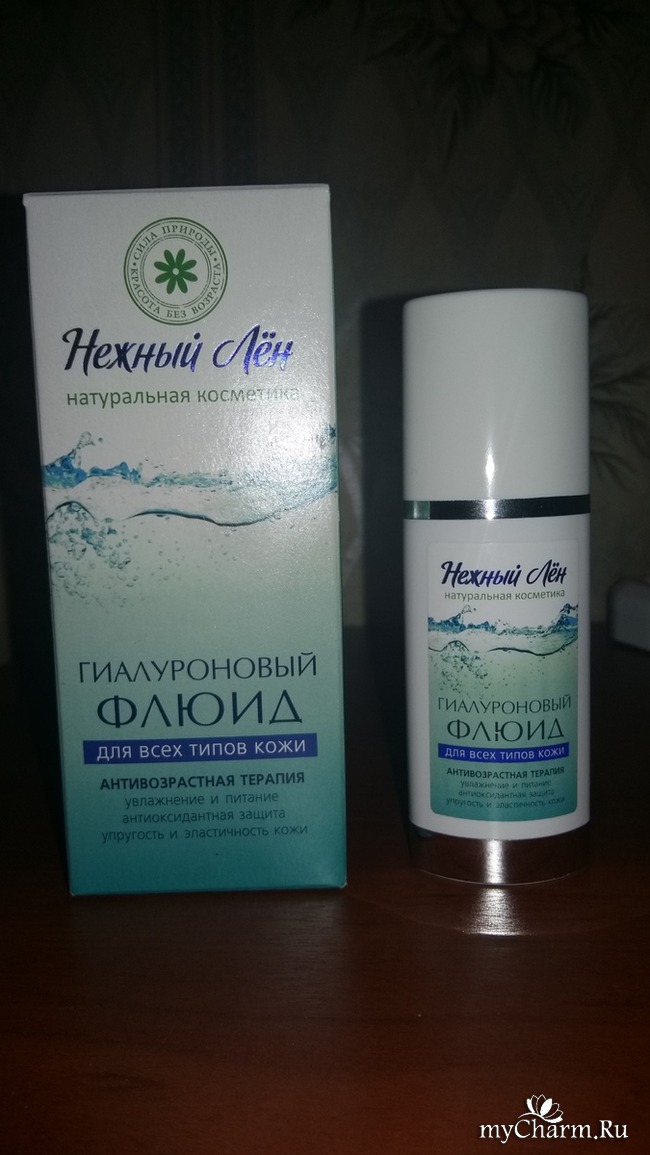 СИЛА ПРИРОДЫ
КРАСОТА БЕЗ ВОЗРАСТА
Нежный Лён
натуральная косметика
ГИАЛУРОНОВЫЙ
ФЛЮИД
ДЛЯ ВСЕХ ТИПОВ КОЖИ
АНТИВОЗРАСТНАЯ ТЕРАПИЯ
увлажнение и питание
антиоксидантная защита
упругость и эластичность кожи
Нежный Лён
натуральная косметика
ГИАЛУРОНОВЫЙ
ФЛЮИД
ДЛЯ ВСЕХ ТИПОВ КОЖИ
АНТИВОЗРАСТНАЯ ТЕРАПИЯ
увлажнение и питание
антиоксидантная защита
упругость и эластичность кожи
myCharm.Ru